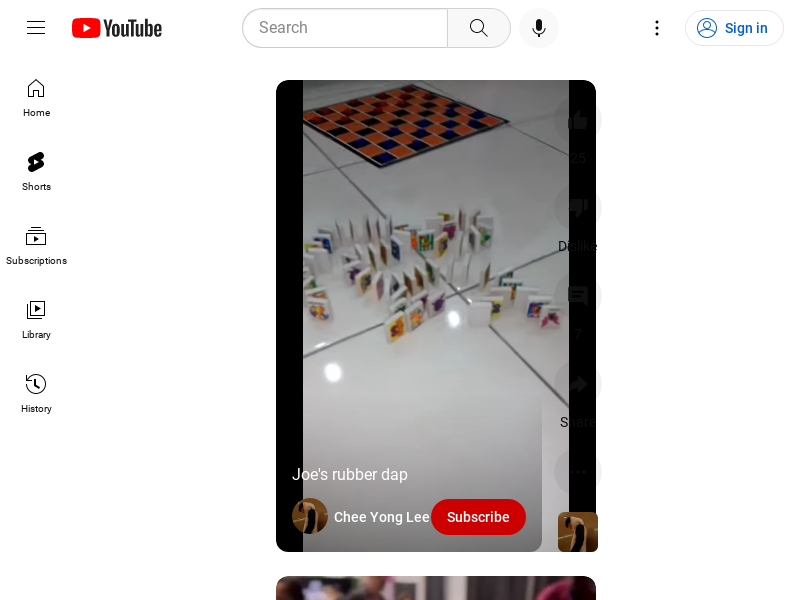 YouTube
Search
Sign in
Home
Shorts
Subscriptions
Library
History
25
Dislike
7
Share
Joe's rubber dap
Chee Yong Lee
Subscribe